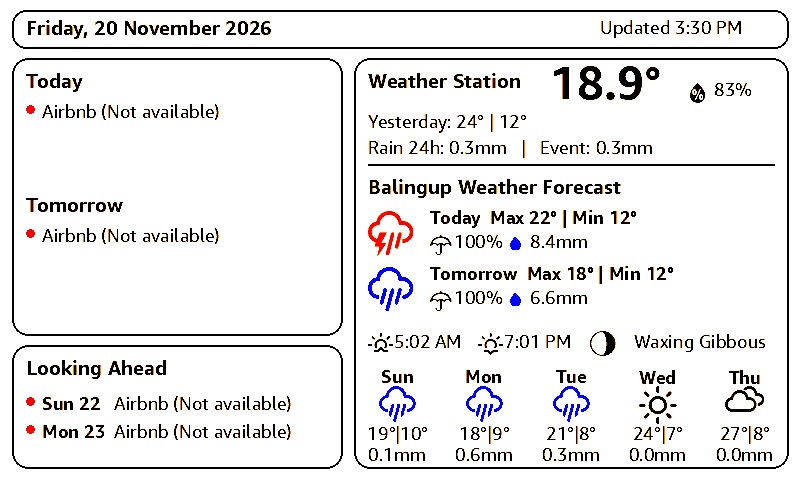 Friday, 20 November 2026
Updated 3:30 PM
Today
Airbnb (Not available)
Tomorrow
Airbnb (Not available)
Looking Ahead
Sun 22 Airbnb (Not available)
Mon 23 Airbnb (Not available)
Weather Station 18.9° 83%
Yesterday: 24° | 12°
Rain 24h: 0.3mm | Event: 0.3mm
Balingup Weather Forecast
Today Max 22° | Min 12°
100% 8.4mm
Tomorrow Max 18° | Min 12°
100% 6.6mm
5:02 AM 7:01 PM Waxing Gibbous
Sun Mon Tue Wed Thu
19°|10° 18°|9° 21°|8° 24°|7° 27°|8°
0.1mm 0.6mm 0.3mm 0.0mm 0.0mm